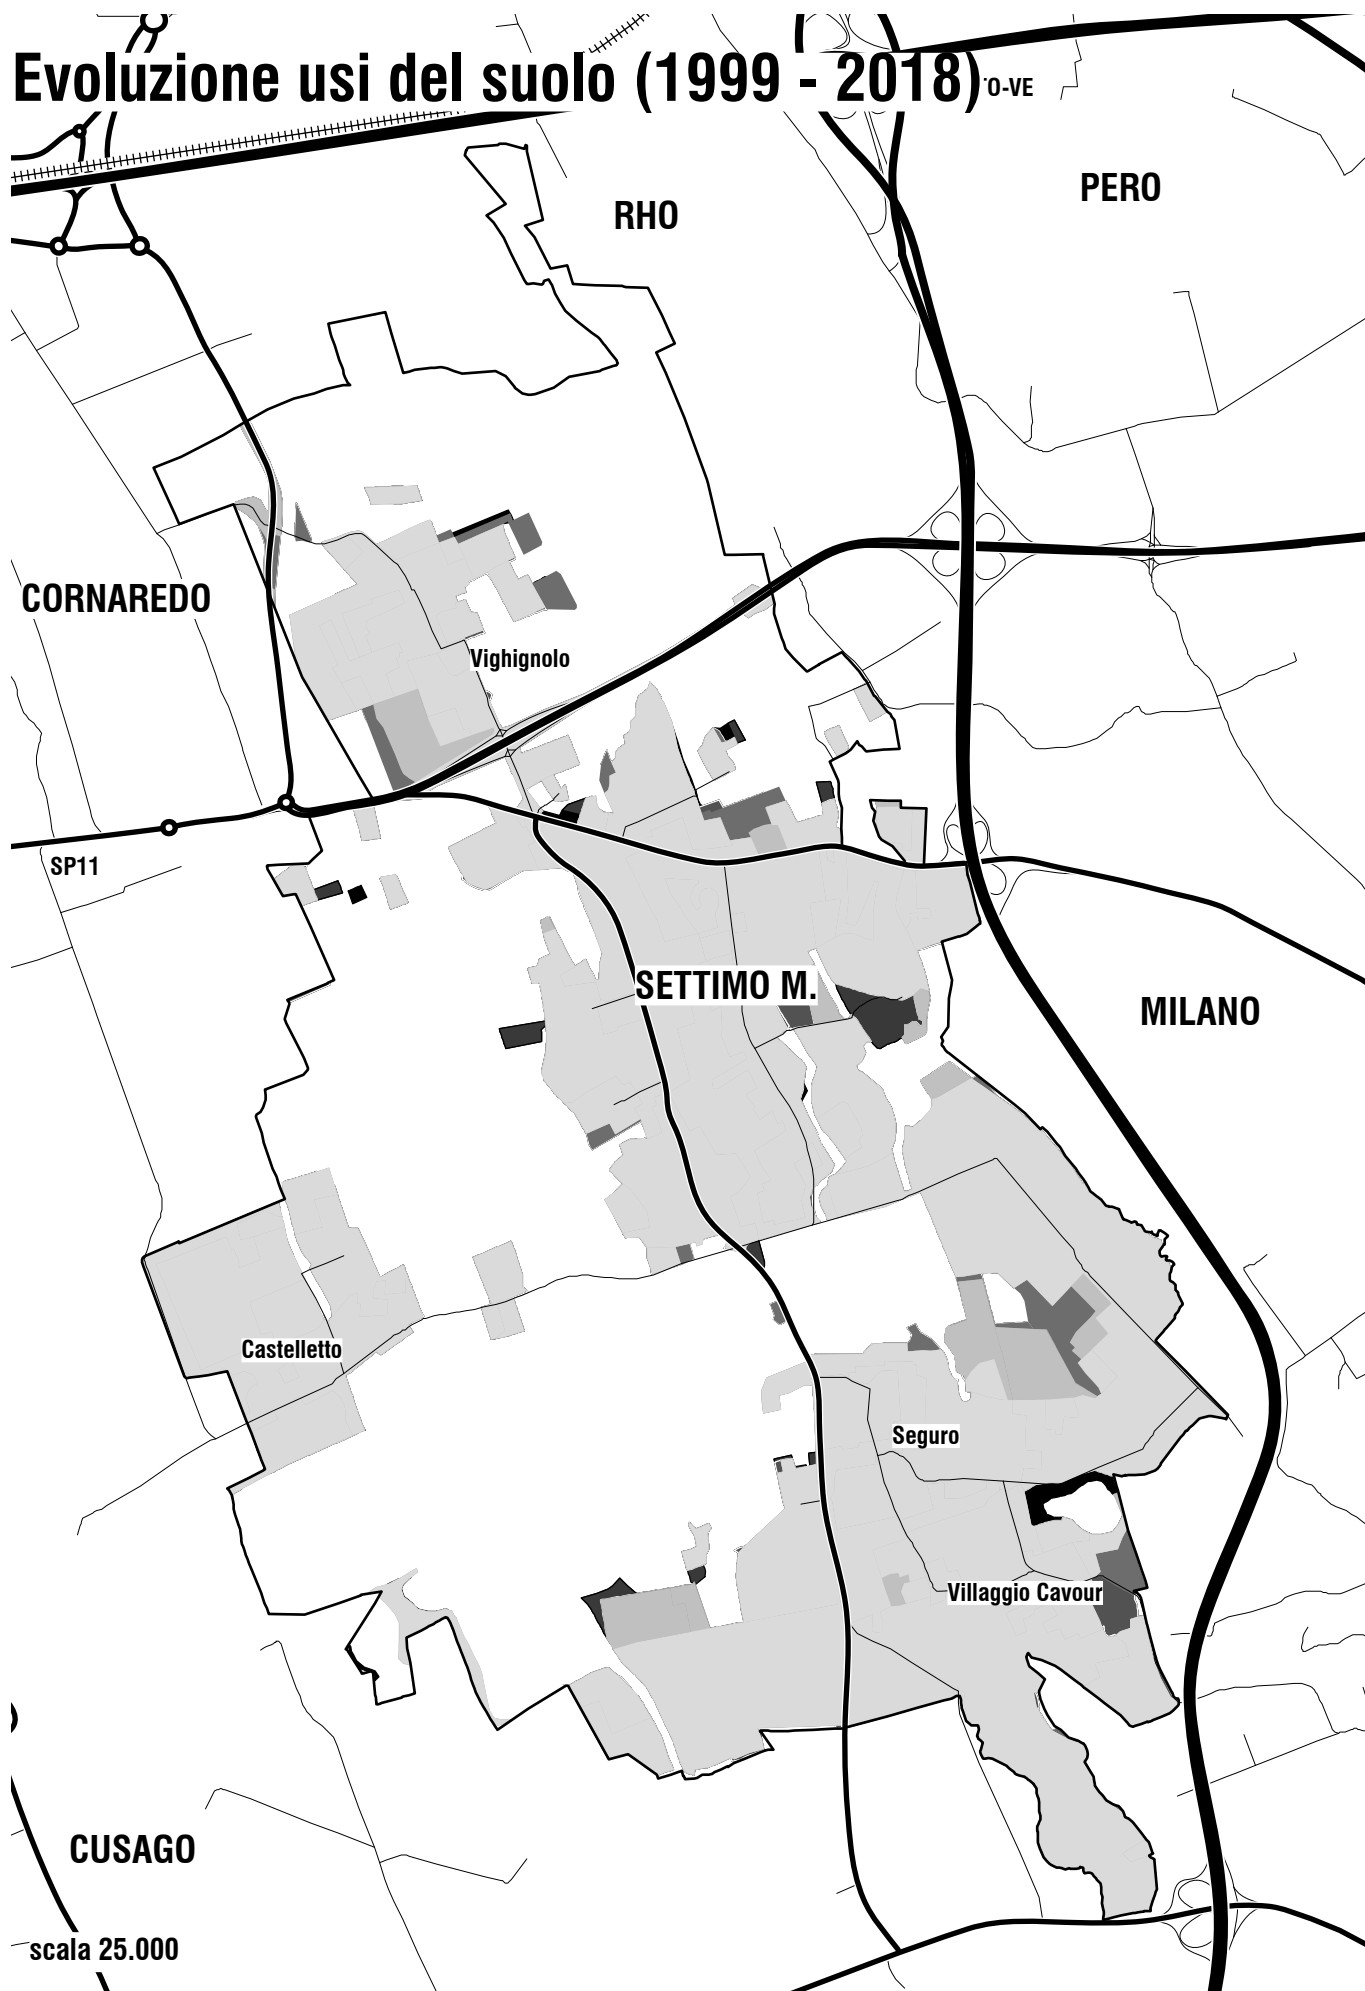 Evoluzione usi del suolo (1999 - 2018)
O-VE
PERO
RHO
CORNAREDO
Vighignolo
SP11
SETTIMO M.
MILANO
Castelletto
Seguro
Villaggio Cavour
CUSAGO
scala 25.000